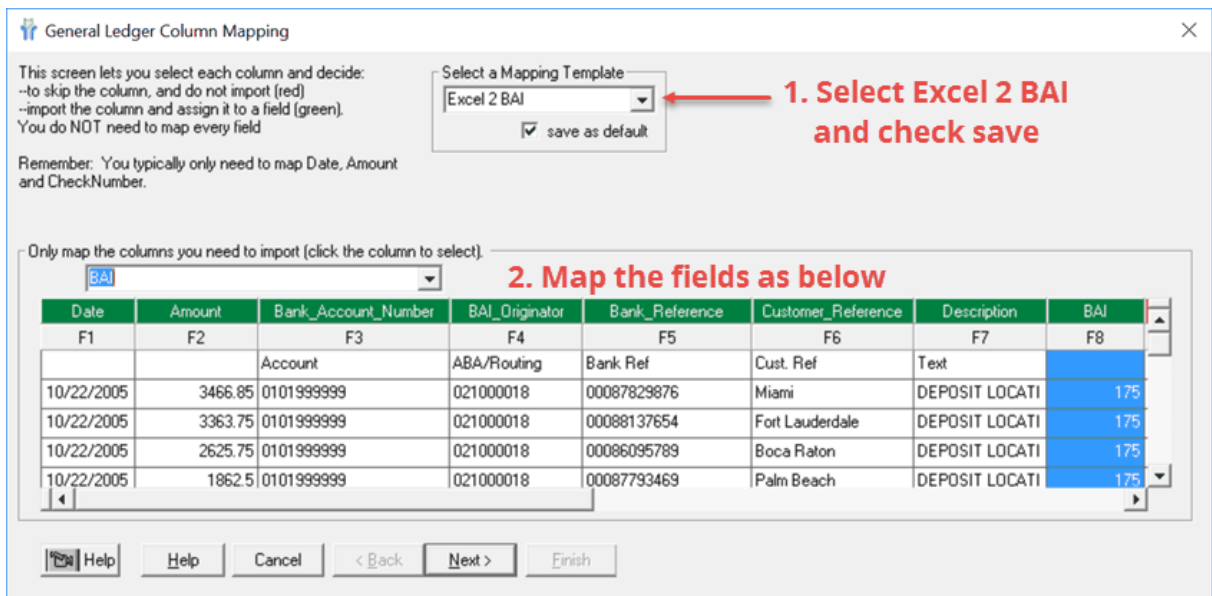 General Ledger Column Mapping
This screen lets you select each column and decide:
--to skip the column, and do not import (red)
--import the column and assign it to a field (green).
You do NOT need to map every field
Remember: You typically only need to map Date, Amount
and CheckNumber.
Select a Mapping Template
Excel 2 BAI
save as default
1. Select Excel 2 BAI
and check save
Only map the columns you need to import (click the column to select).
BAI
2. Map the fields as below
Date Amount Bank_Account_Number BAI_Originator Bank_Reference Customer_Reference Description BAI
F1 F2 F3 F4 F5 F6 F7 F8
Account ABA/Routing Bank Ref Cust. Ref Text
10/22/2005 3466.85 0101999999 021000018 00087829876 Miami DEPOSIT LOCATI 175
10/22/2005 3363.75 0101999999 021000018 00088137654 Fort Lauderdale DEPOSIT LOCATI 175
10/22/2005 2625.75 0101999999 021000018 00086095789 Boca Raton DEPOSIT LOCATI 175
10/22/2005 1862.5 0101999999 021000018 00087793469 Palm Beach DEPOSIT LOCATI 175
Help Help Cancel < Back Next > Finish